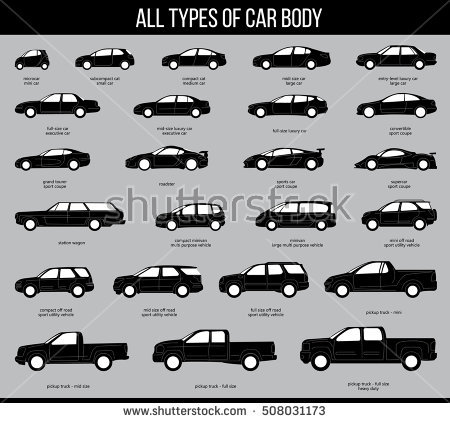 ALL TYPES OF CAR BODY
microcar
mini car
subcompact car
small car
compact cat
medium car
mid size car
large car
entry-level luxury car
large car
full-size car
executive car
mid-size luxury car
executive car
full-size luxury car
convertible
sport coupe
grand tourer
sport coupe
roadster
sports car
sport coupe
supercar
sport coupe
station wagon
compact minivan
multi purpose vehicle
minivan
large multi purpose vehicle
mini off road
sport utility vehicle
compact off road
sport utility vehicle
mid size off road
sport utility vehicle
full size off road
sport utility vehicle
pickup truck - mini
pickup truck - mid size
pickup truck - full size
pickup truck - full size
heavy duty
shutterstock
www.shutterstock.com · 508031173